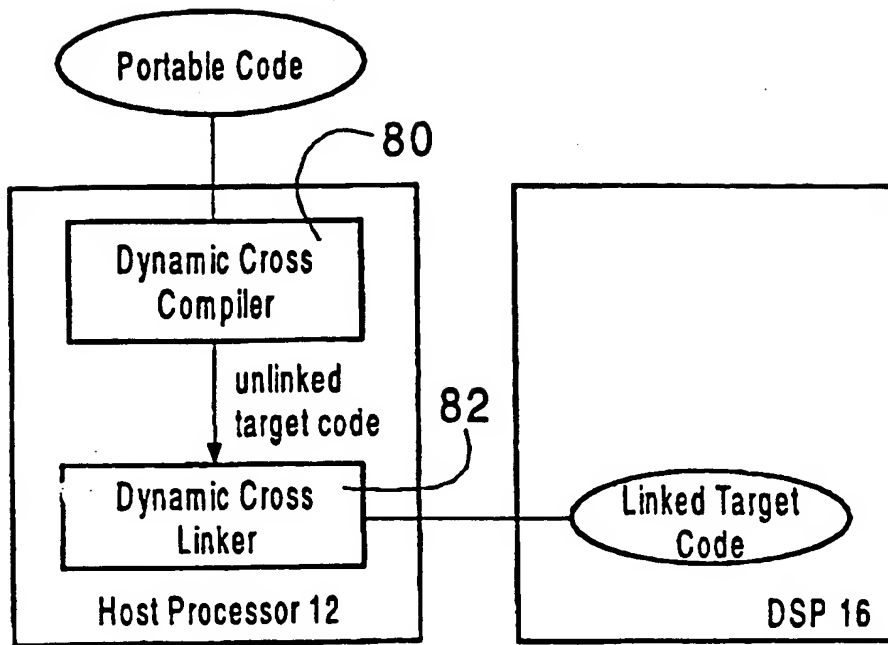 Portable Code
80
Dynamic Cross
Compiler
unlinked
target code
82
Dynamic Cross
Linker
Linked Target
Code
Host Processor 12
DSP 16